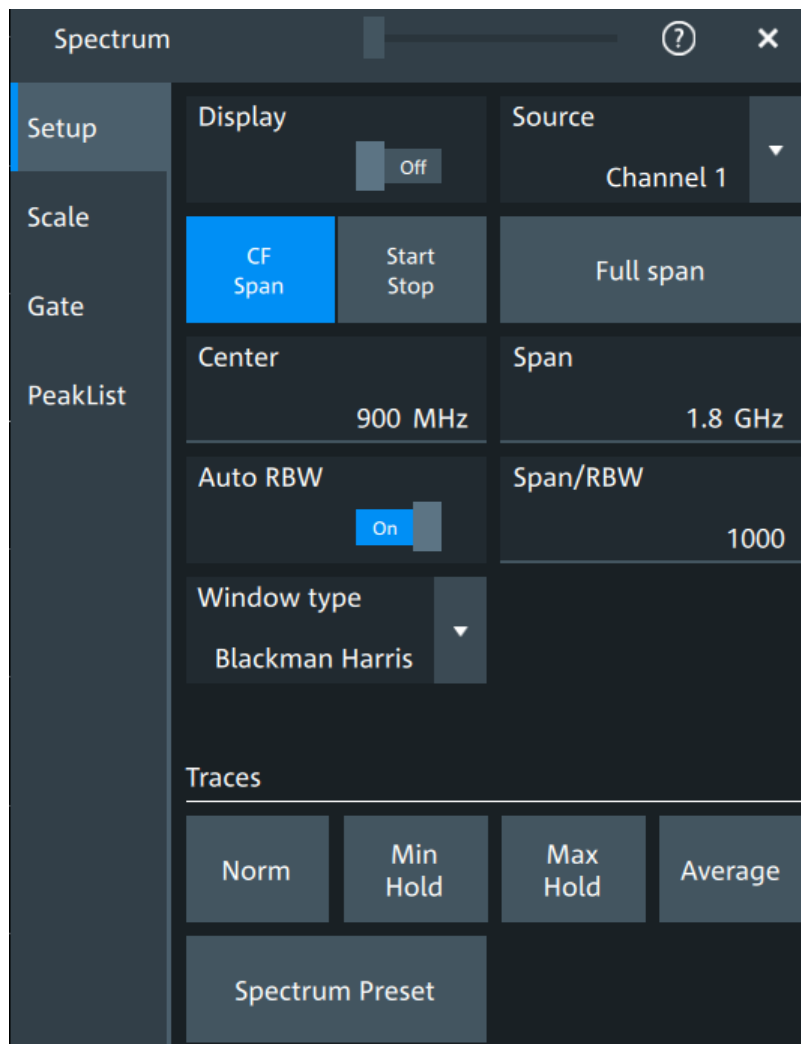 Spectrum ? ×
Setup
Scale
Gate
PeakList
Display
Off
Source
Channel 1
CF
Span
Start
Stop
Full span
Center
900 MHz
Span
1.8 GHz
Auto RBW
On
Span/RBW
1000
Window type
Blackman Harris
Traces
Norm
Min
Hold
Max
Hold
Average
Spectrum Preset